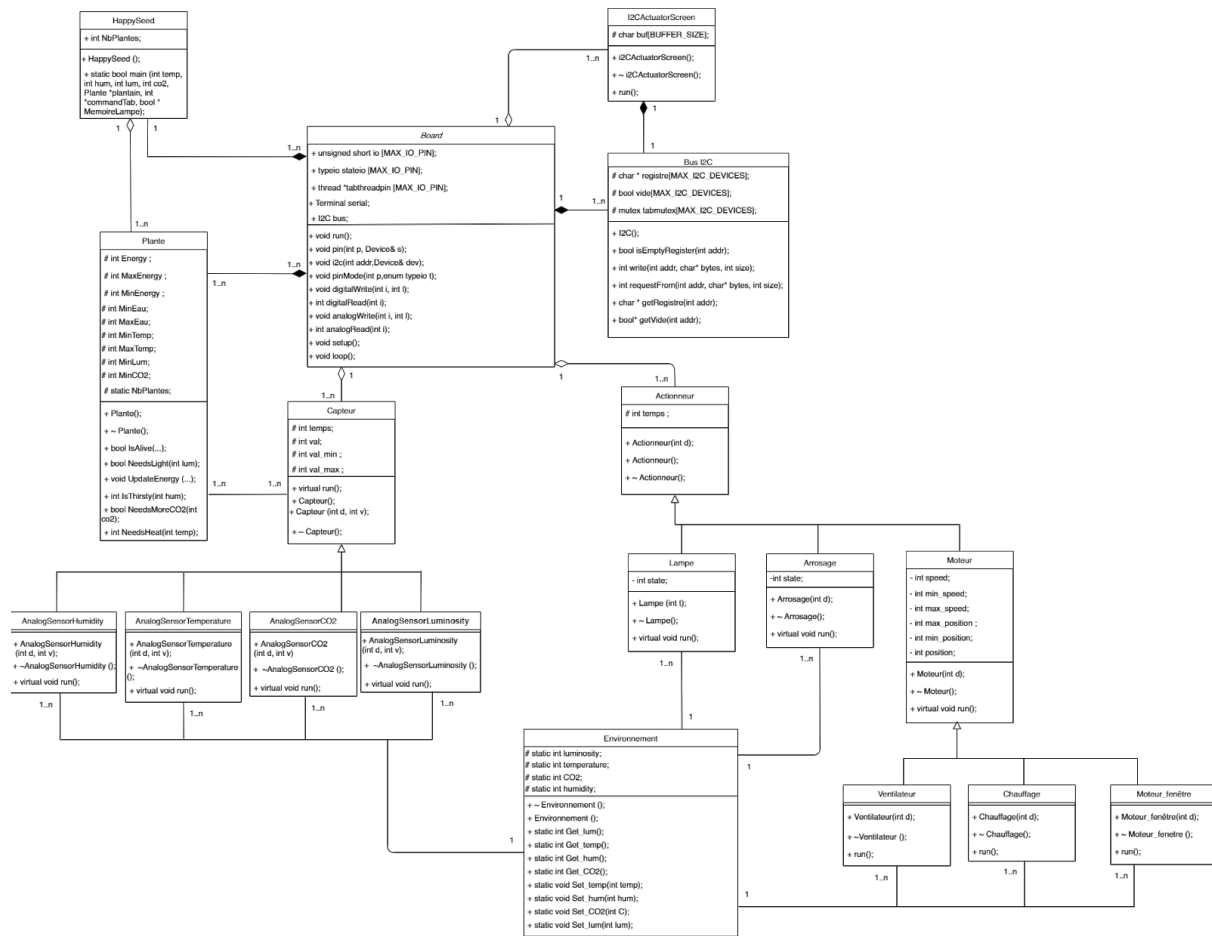 HappySeed
+ int NbPlantes;
+ HappySeed ();
+ static bool main (int temp,
int hum, int lum, int co2,
Plante *plantain, int
*commandTab, bool *
MemoireLampe);
1
1
1..n
1..n
I2CActuatorScreen
# char buf[BUFFER_SIZE];
+ i2CActuatorScreen();
+ ~ i2CActuatorScreen();
+ run();
1..n
1
1
Board
+ unsigned short io [MAX_IO_PIN];
+ typeio stateio [MAX_IO_PIN];
+ thread *tabthreadpin [MAX_IO_PIN];
+ Terminal serial;
+ I2C bus;
+ void run();
+ void pin(int p, Device& s);
+ void i2c(int addr,Device& dev);
+ void pinMode(int p,enum typeio t);
+ void digitalWrite(int i, int l);
+ int digitalRead(int i);
+ void analogWrite(int i, int l);
+ int analogRead(int i);
+ void setup();
+ void loop();
1
1..n
Bus I2C
# char * registre[MAX_I2C_DEVICES];
# bool vide[MAX_I2C_DEVICES];
# mutex tabmutex[MAX_I2C_DEVICES];
+ I2C();
+ bool isEmptyRegister(int addr);
+ int write(int addr, char* bytes, int size);
+ int requestFrom(int addr, char* bytes, int size);
+ char * getRegistre(int addr);
+ bool* getVide(int addr);
Plante
# int Energy ;
# int MaxEnergy ;
# int MinEnergy ;
# int MinEau;
# int MaxEau;
# int MinTemp;
# int MaxTemp;
# int MinLum;
# int MinCO2;
# static NbPlantes;
+ Plante();
+ ~ Plante();
+ bool IsAlive(...);
+ bool NeedsLight(int lum);
+ void UpdateEnergy (...);
+ int IsThirsty(int hum);
+ bool NeedsMoreCO2(int
co2);
+ int NeedsHeat(int temp);
1..n
1..n
1..n
1..n
1
1..n
1
1..n
Capteur
# int temps;
# int val;
# int val_min ;
# int val_max ;
+ virtual run();
+ Capteur();
+ Capteur (int d, int v);
+ ~ Capteur();
Actionneur
# int temps ;
+ Actionneur(int d);
+ Actionneur();
+ ~ Actionneur();
Lampe
- int state;
+ Lampe (int t);
+ ~ Lampe();
+ virtual void run();
1..n
1
Arrosage
-int state;
+ Arrosage(int d);
+ ~ Arrosage();
+ virtual void run();
1..n
1
Moteur
- int speed;
- int min_speed;
- int max_speed;
- int max_position ;
- int min_position;
- int position;
+ Moteur(int d);
+ ~ Moteur();
+ virtual void run();
AnalogSensorHumidity
+ AnalogSensorHumidity
(int d, int v);
+ ~AnalogSensorHumidity ();
+ virtual void run();
1..n
AnalogSensorTemperature
+ AnalogSensorTemperature
(int d, int v);
+ ~AnalogSensorTemperature
();
+ virtual void run();
1..n
AnalogSensorCO2
+ AnalogSensorCO2
(int d, int v)
+ ~AnalogSensorCO2 ();
+ virtual void run();
1..n
AnalogSensorLuminosity
+ AnalogSensorLuminosity
(int d, int v);
+ ~AnalogSensorLuminosity ();
+ virtual void run();
1..n
1
Environnement
# static int luminosity;
# static int temperature;
# static int CO2;
# static int humidity;
+ ~ Environnement ();
+ Environnement ();
+ static int Get_lum();
+ static int Get_temp();
+ static int Get_hum();
+ static int Get_CO2();
+ static void Set_temp(int temp);
+ static void Set_hum(int hum);
+ static void Set_CO2(int C);
+ static void Set_lum(int lum);
1
Ventilateur
+ Ventilateur(int d);
+ ~Ventilateur ();
+ run();
1..n
Chauffage
+ Chauffage(int d);
+ ~ Chauffage();
+ run();
1..n
Moteur_fenêtre
+ Moteur_fenêtre(int d);
+ ~ Moteur_fenetre ();
+ run();
1..n